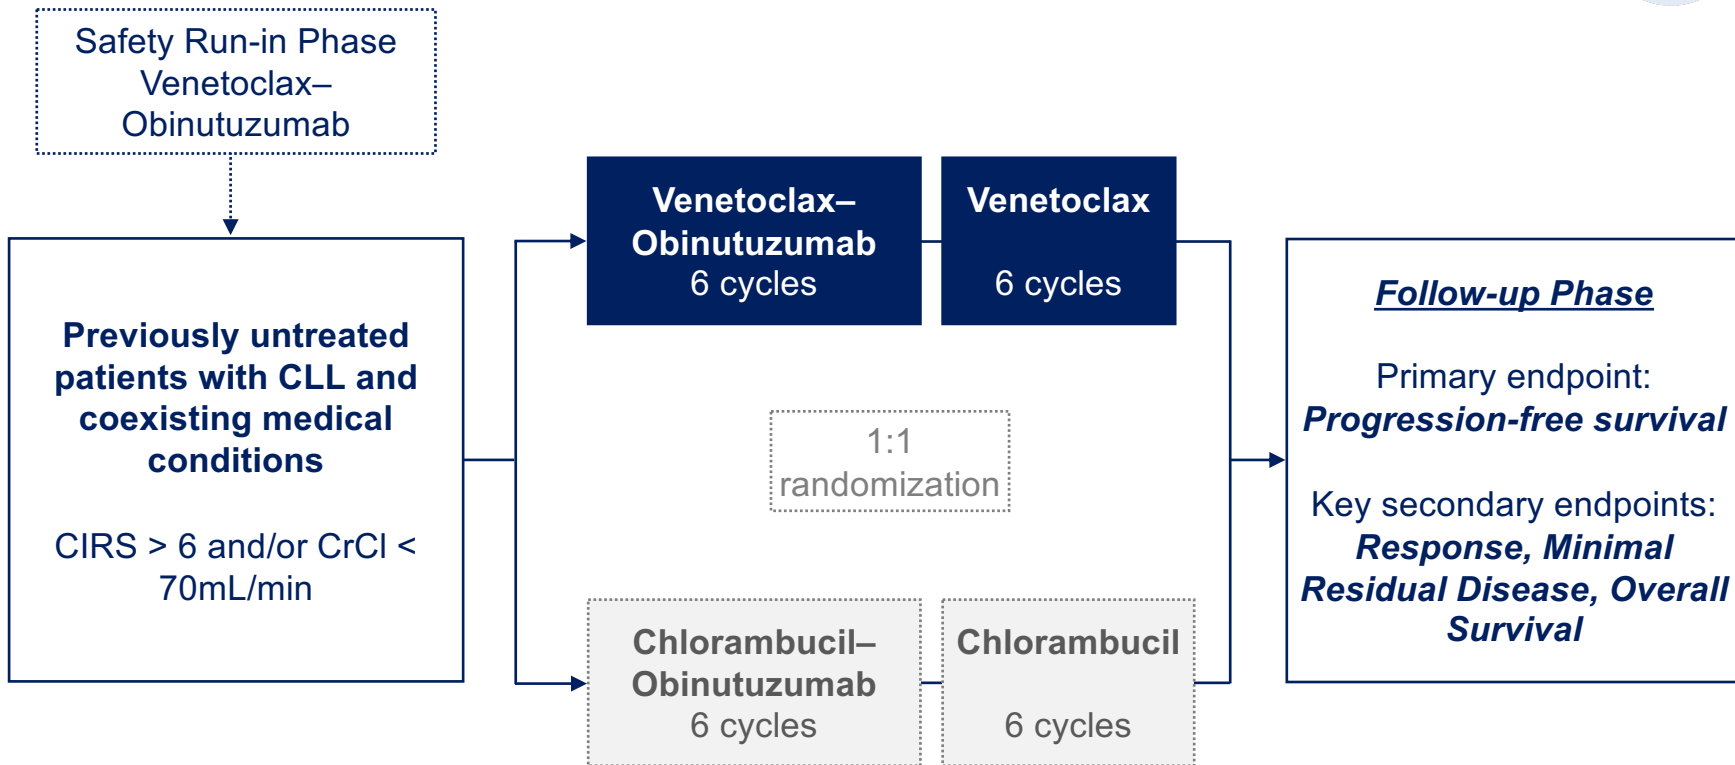 Safety Run-in Phase
Venetoclax–
Obinutuzumab
Previously untreated
patients with CLL and
coexisting medical
conditions
CIRS > 6 and/or CrCl <
70mL/min
Venetoclax–
Obinutuzumab
6 cycles
Venetoclax
6 cycles
1:1
randomization
Chlorambucil–
Obinutuzumab
6 cycles
Chlorambucil
6 cycles
Follow-up Phase
Primary endpoint:
Progression-free survival
Key secondary endpoints:
Response, Minimal
Residual Disease, Overall
Survival